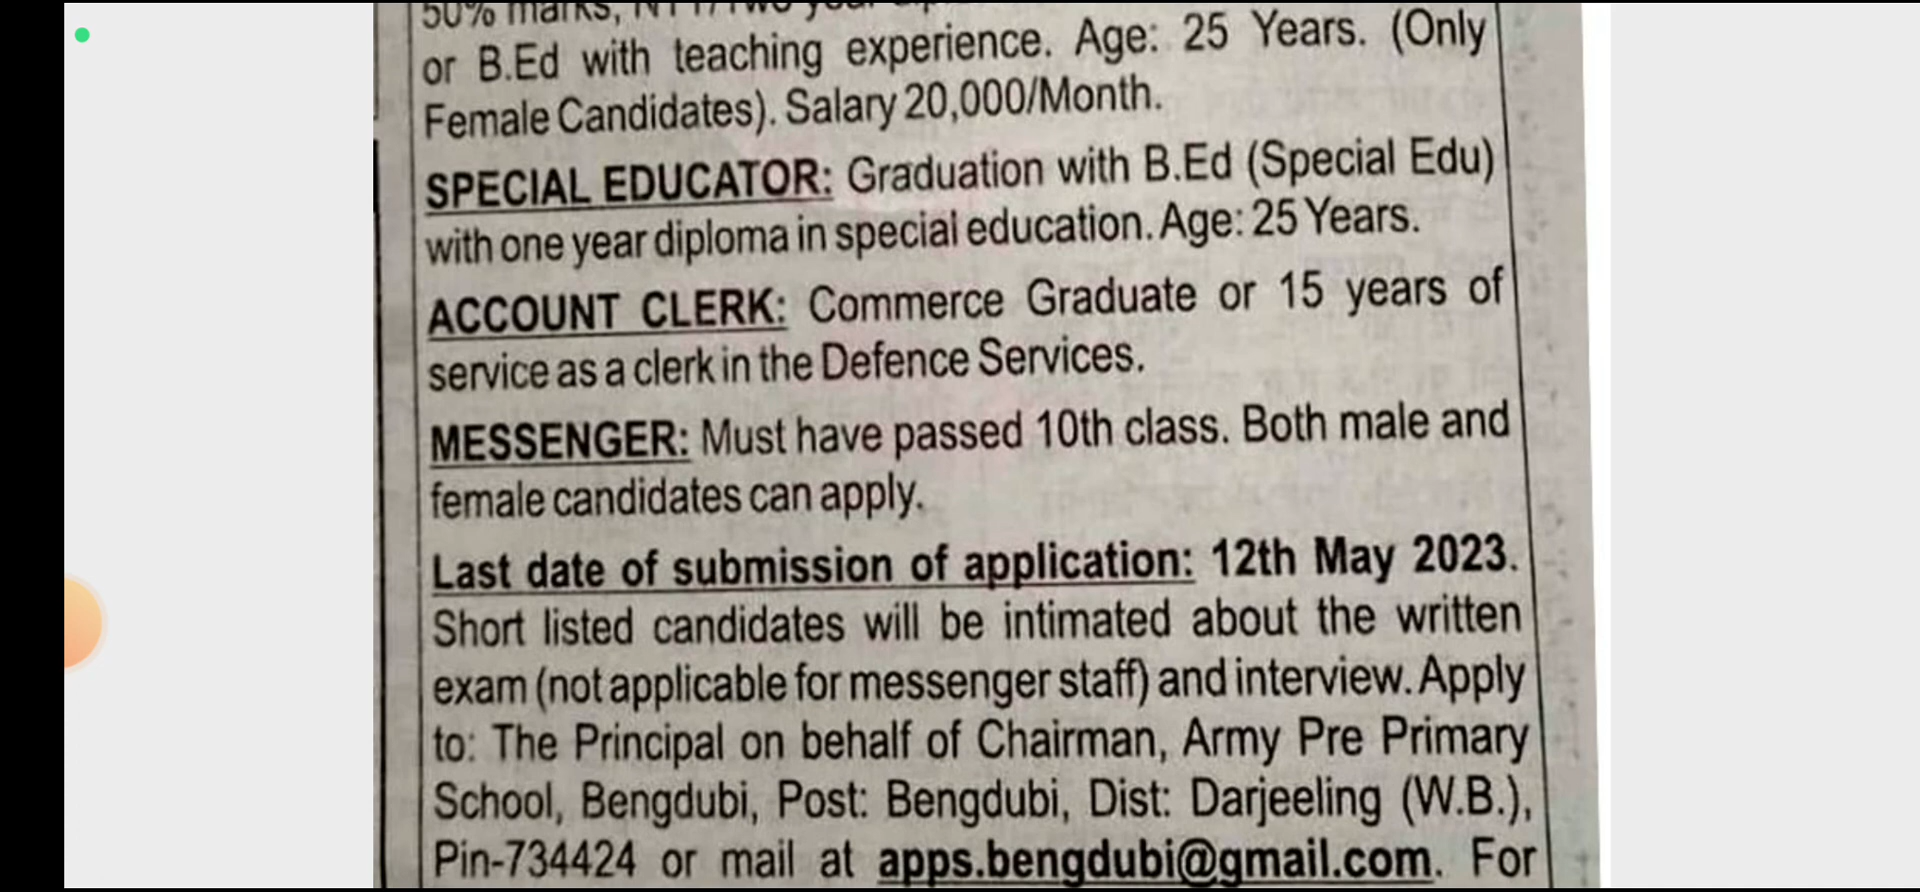 50% marks, NTT/Two year
or B.Ed with teaching experience. Age: 25 Years. (Only
Female Candidates). Salary 20,000/Month.
SPECIAL EDUCATOR: Graduation with B.Ed (Special Edu)
with one year diploma in special education. Age: 25 Years.
ACCOUNT CLERK: Commerce Graduate or 15 years of
service as a clerk in the Defence Services.
MESSENGER: Must have passed 10th class. Both male and
female candidates can apply.
Last date of submission of application: 12th May 2023.
Short listed candidates will be intimated about the written
exam (not applicable for messenger staff) and interview. Apply
to: The Principal on behalf of Chairman, Army Pre Primary
School, Bengdubi, Post: Bengdubi, Dist: Darjeeling (W.B.),
Pin-734424 or mail at apps.bengdubi@gmail.com. For